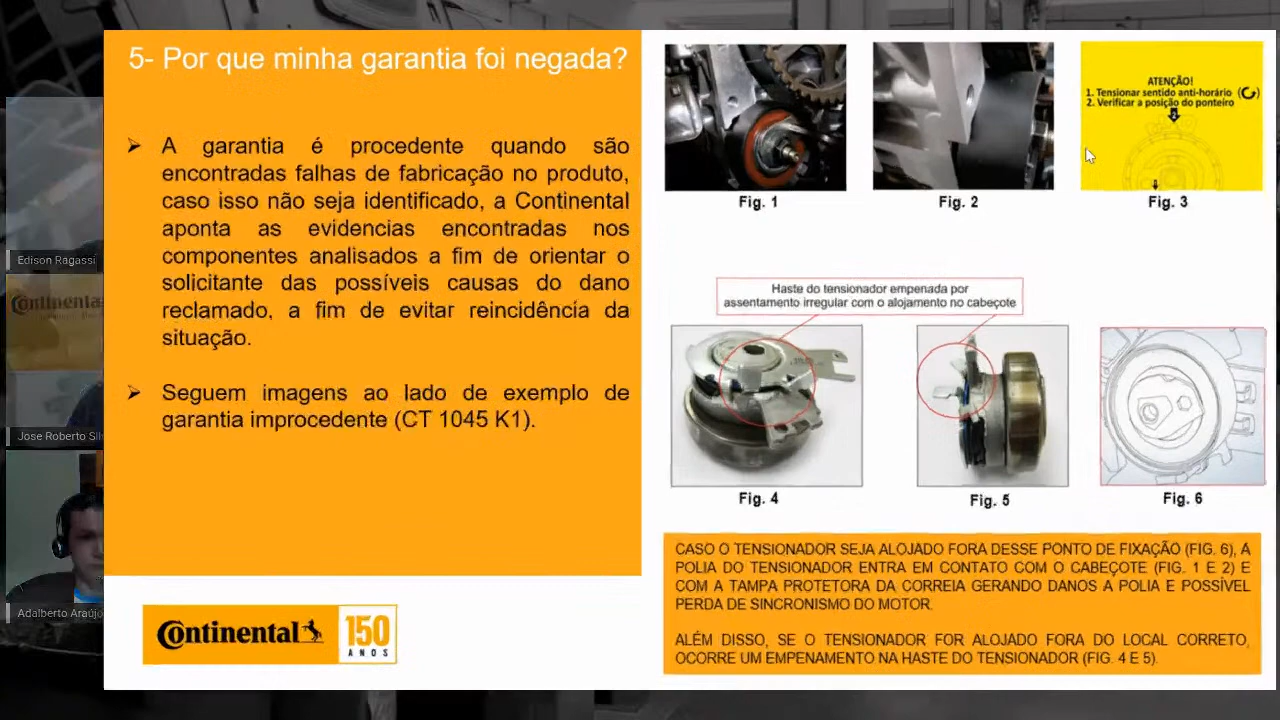 5- Por que minha garantia foi negada?
A garantia é procedente quando são
encontradas falhas de fabricação no produto,
caso isso não seja identificado, a Continental
aponta as evidencias encontradas nos
componentes analisados a fim de orientar o
solicitante das possíveis causas do dano
reclamado, a fim de evitar reincidência da
situação.
Seguem imagens ao lado de exemplo de
garantia improcedente (CT 1045 K1).
Continental
150
ANOS
Edison Ragassi
Continental
Jose Roberto Sil
Adalberto Araújo
ATENÇÃO!
1. Tensionar sentido anti-horário
2. Verificar a posição do ponteiro
2
Fig. 1
Fig. 2
Fig. 3
Haste do tensionador empenada por
assentamento irregular com o alojamento no cabeçote
Fig. 4
Fig. 5
Fig. 6
CASO O TENSIONADOR SEJA ALOJADO FORA DESSE PONTO DE FIXAÇÃO (FIG. 6), A
POLIA DO TENSIONADOR ENTRA EM CONTATO COM O CABEÇOTE (FIG. 1 E 2) E
COM A TAMPA PROTETORA DA CORREIA GERANDO DANOS A POLIA E POSSÍVEL
PERDA DE SINCRONISMO DO MOTOR.
ALÉM DISSO, SE O TENSIONADOR FOR ALOJADO FORA DO LOCAL CORRETO,
OCORRE UM EMPENAMENTO NA HASTE DO TENSIONADOR (FIG. 4 E 5).